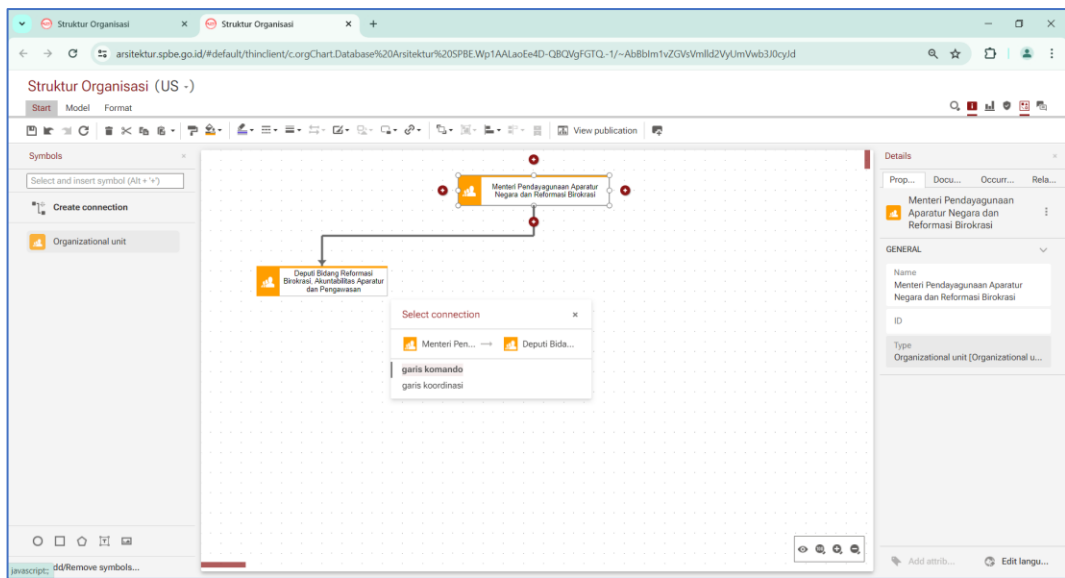 Struktur Organisasi
Struktur Organisasi
arsitektur.spbe.go.id/#default/thinclient/c.orgChart.Database%20Arsitektur%20SPBE.Wp1AALaoEe4D-QBQVgFGTQ.-1/~AbBbIm1vZGVsVmlld2VyUmVwb3J0cyJd
Struktur Organisasi (US -)
Start Model Format
View publication
Symbols
Select and insert symbol (Alt + '+')
Create connection
Organizational unit
Menteri Pendayagunaan Aparatur
Negara dan Reformasi Birokrasi
Deputi Bidang Reformasi
Birokrasi, Akuntabilitas Aparatur
dan Pengawasan
Select connection
Menteri Pen... → Deputi Bida...
garis komando
garis koordinasi
Details
Prop... Docu... Occurr... Rela...
Menteri Pendayagunaan
Aparatur Negara dan
Reformasi Birokrasi
GENERAL
Name
Menteri Pendayagunaan Aparatur
Negara dan Reformasi Birokrasi
ID
Type
Organizational unit [Organizational u...
Add attrib... Edit langu...
javascript:; dd/Remove symbols...